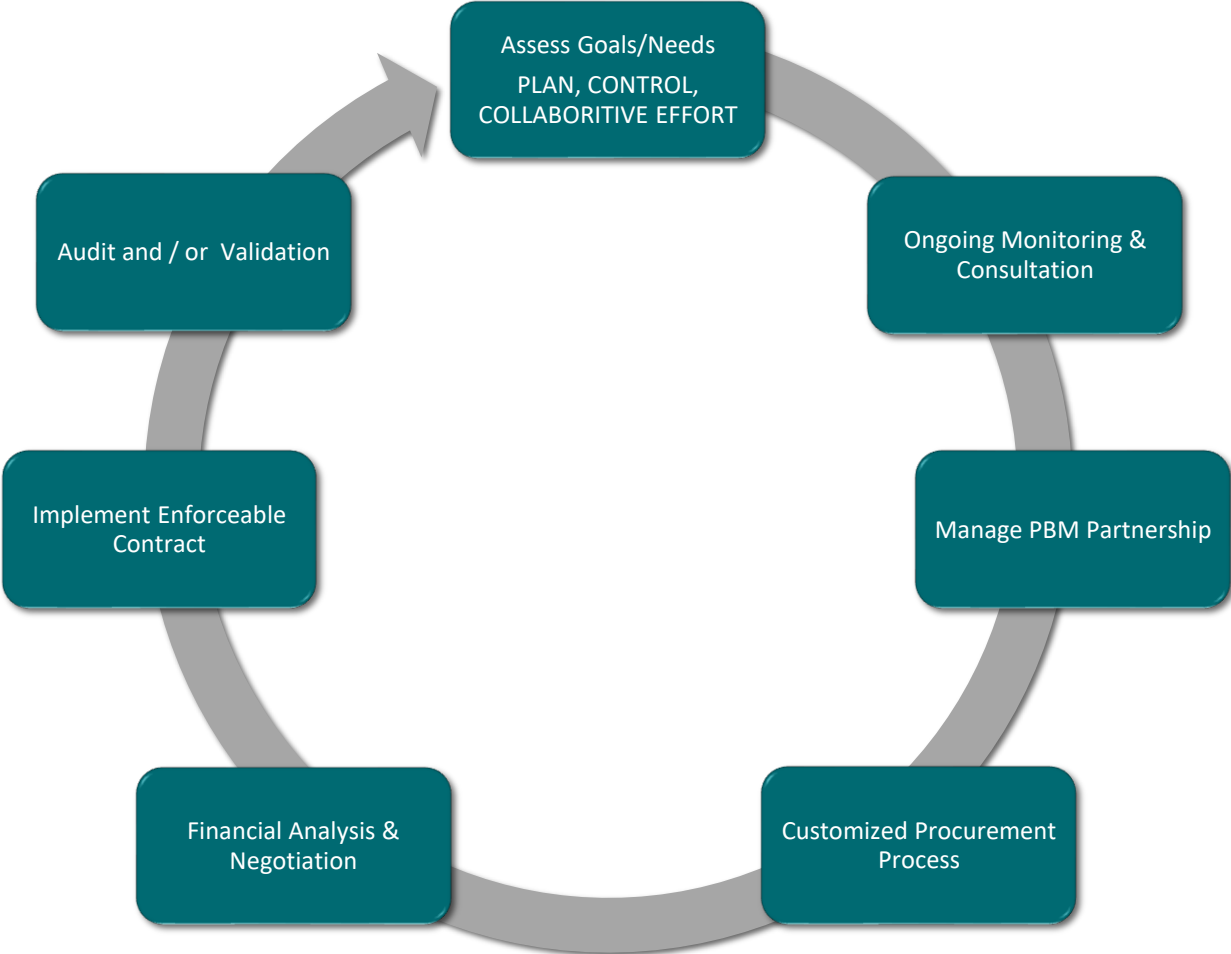 Assess Goals/Needs
PLAN, CONTROL,
COLLABORITIVE EFFORT
Ongoing Monitoring &
Consultation
Manage PBM Partnership
Customized Procurement
Process
Financial Analysis &
Negotiation
Implement Enforceable
Contract
Audit and / or  Validation